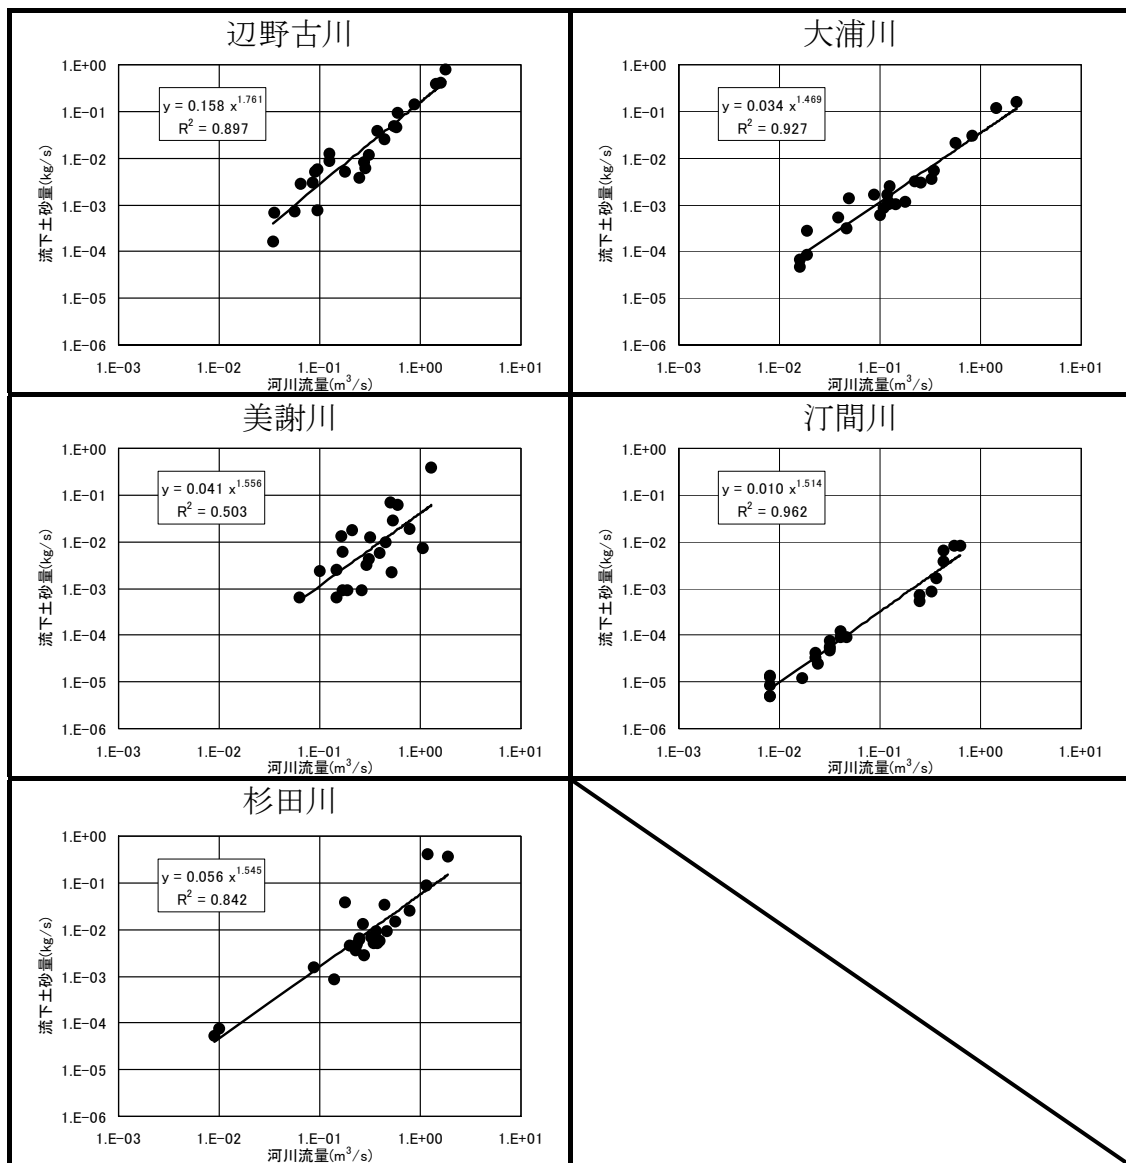 辺野古川
1.E+00
1.E-01
1.E-02
1.E-03
1.E-04
1.E-05
1.E-06
流下土砂量(kg/s)
y = 0.158 x^1.761
R² = 0.897
1.E-03 1.E-02 1.E-01 1.E+00 1.E+01
河川流量(m³/s)
大浦川
1.E+00
1.E-01
1.E-02
1.E-03
1.E-04
1.E-05
1.E-06
流下土砂量(kg/s)
y = 0.034 x^1.469
R² = 0.927
1.E-03 1.E-02 1.E-01 1.E+00 1.E+01
河川流量(m³/s)
美謝川
1.E+00
1.E-01
1.E-02
1.E-03
1.E-04
1.E-05
1.E-06
流下土砂量(kg/s)
y = 0.041 x^1.556
R² = 0.503
1.E-03 1.E-02 1.E-01 1.E+00 1.E+01
河川流量(m³/s)
汀間川
1.E+00
1.E-01
1.E-02
1.E-03
1.E-04
1.E-05
1.E-06
流下土砂量(kg/s)
y = 0.010 x^1.514
R² = 0.962
1.E-03 1.E-02 1.E-01 1.E+00 1.E+01
河川流量(m³/s)
杉田川
1.E+00
1.E-01
1.E-02
1.E-03
1.E-04
1.E-05
1.E-06
流下土砂量(kg/s)
y = 0.056 x^1.545
R² = 0.842
1.E-03 1.E-02 1.E-01 1.E+00 1.E+01
河川流量(m³/s)